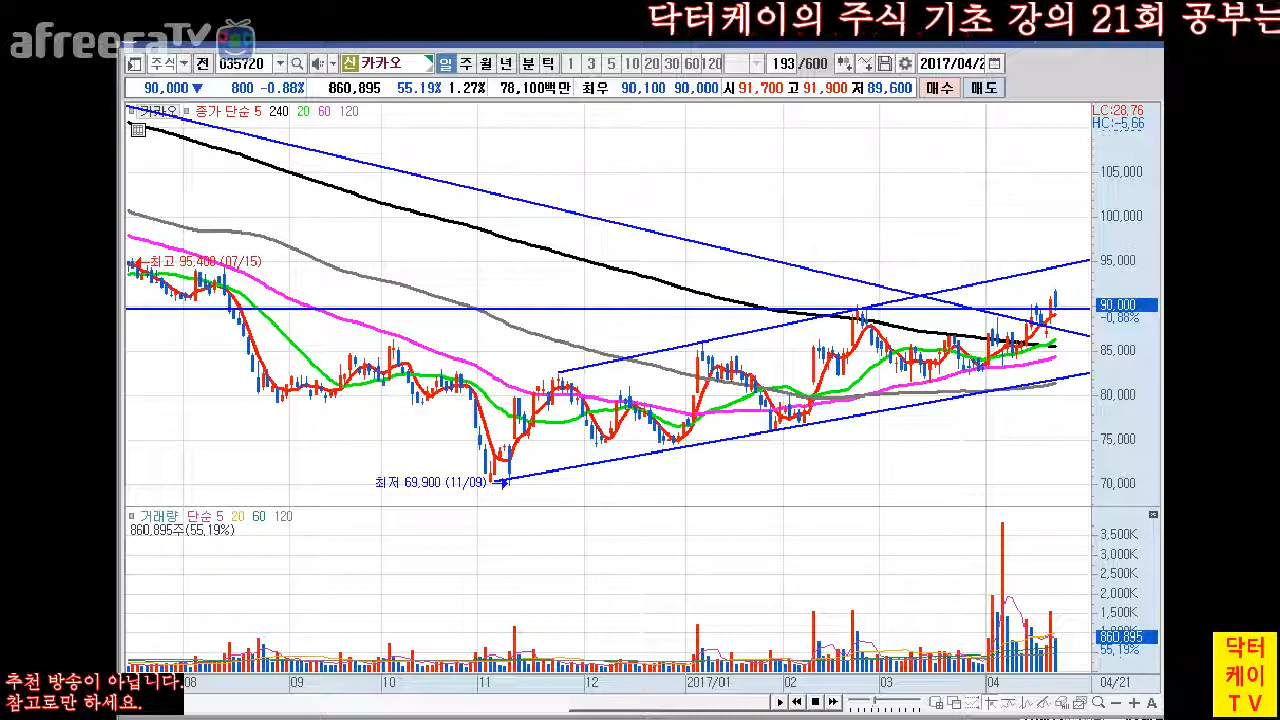 닥터케이의 주식 기초 강의 21회 공부는
afreecaTV
주식 전 035720 신 카카오 일 주 월 년 분 틱 1 3 5 10 20 30 60 120 193 /600 2017/04/2
90,000 ▼ 800 -0.88% 860,895 55.19% 1.27% 78,100백만 최우 90,100 90,000 시 91,700 고 91,900 저 89,600 매수 매도
카카오 종가 단순 5 240 20 60 120
LC:28.76
HC:-5.66
105,000
100,000
최고 95,400 (07/15)
95,000
90,000
-0.88%
85,000
80,000
75,000
최저 69,900 (11/09)
70,000
거래량 단순 5 20 60 120
860,895주(55.19%)
3,500K
3,000K
2,500K
2,000K
1,500K
860,895
55.19%
08 09 10 11 12 2017/01 02 03 04 04/21
추천 방송이 아닙니다.
참고로만 하세요.
닥터
케이
T V